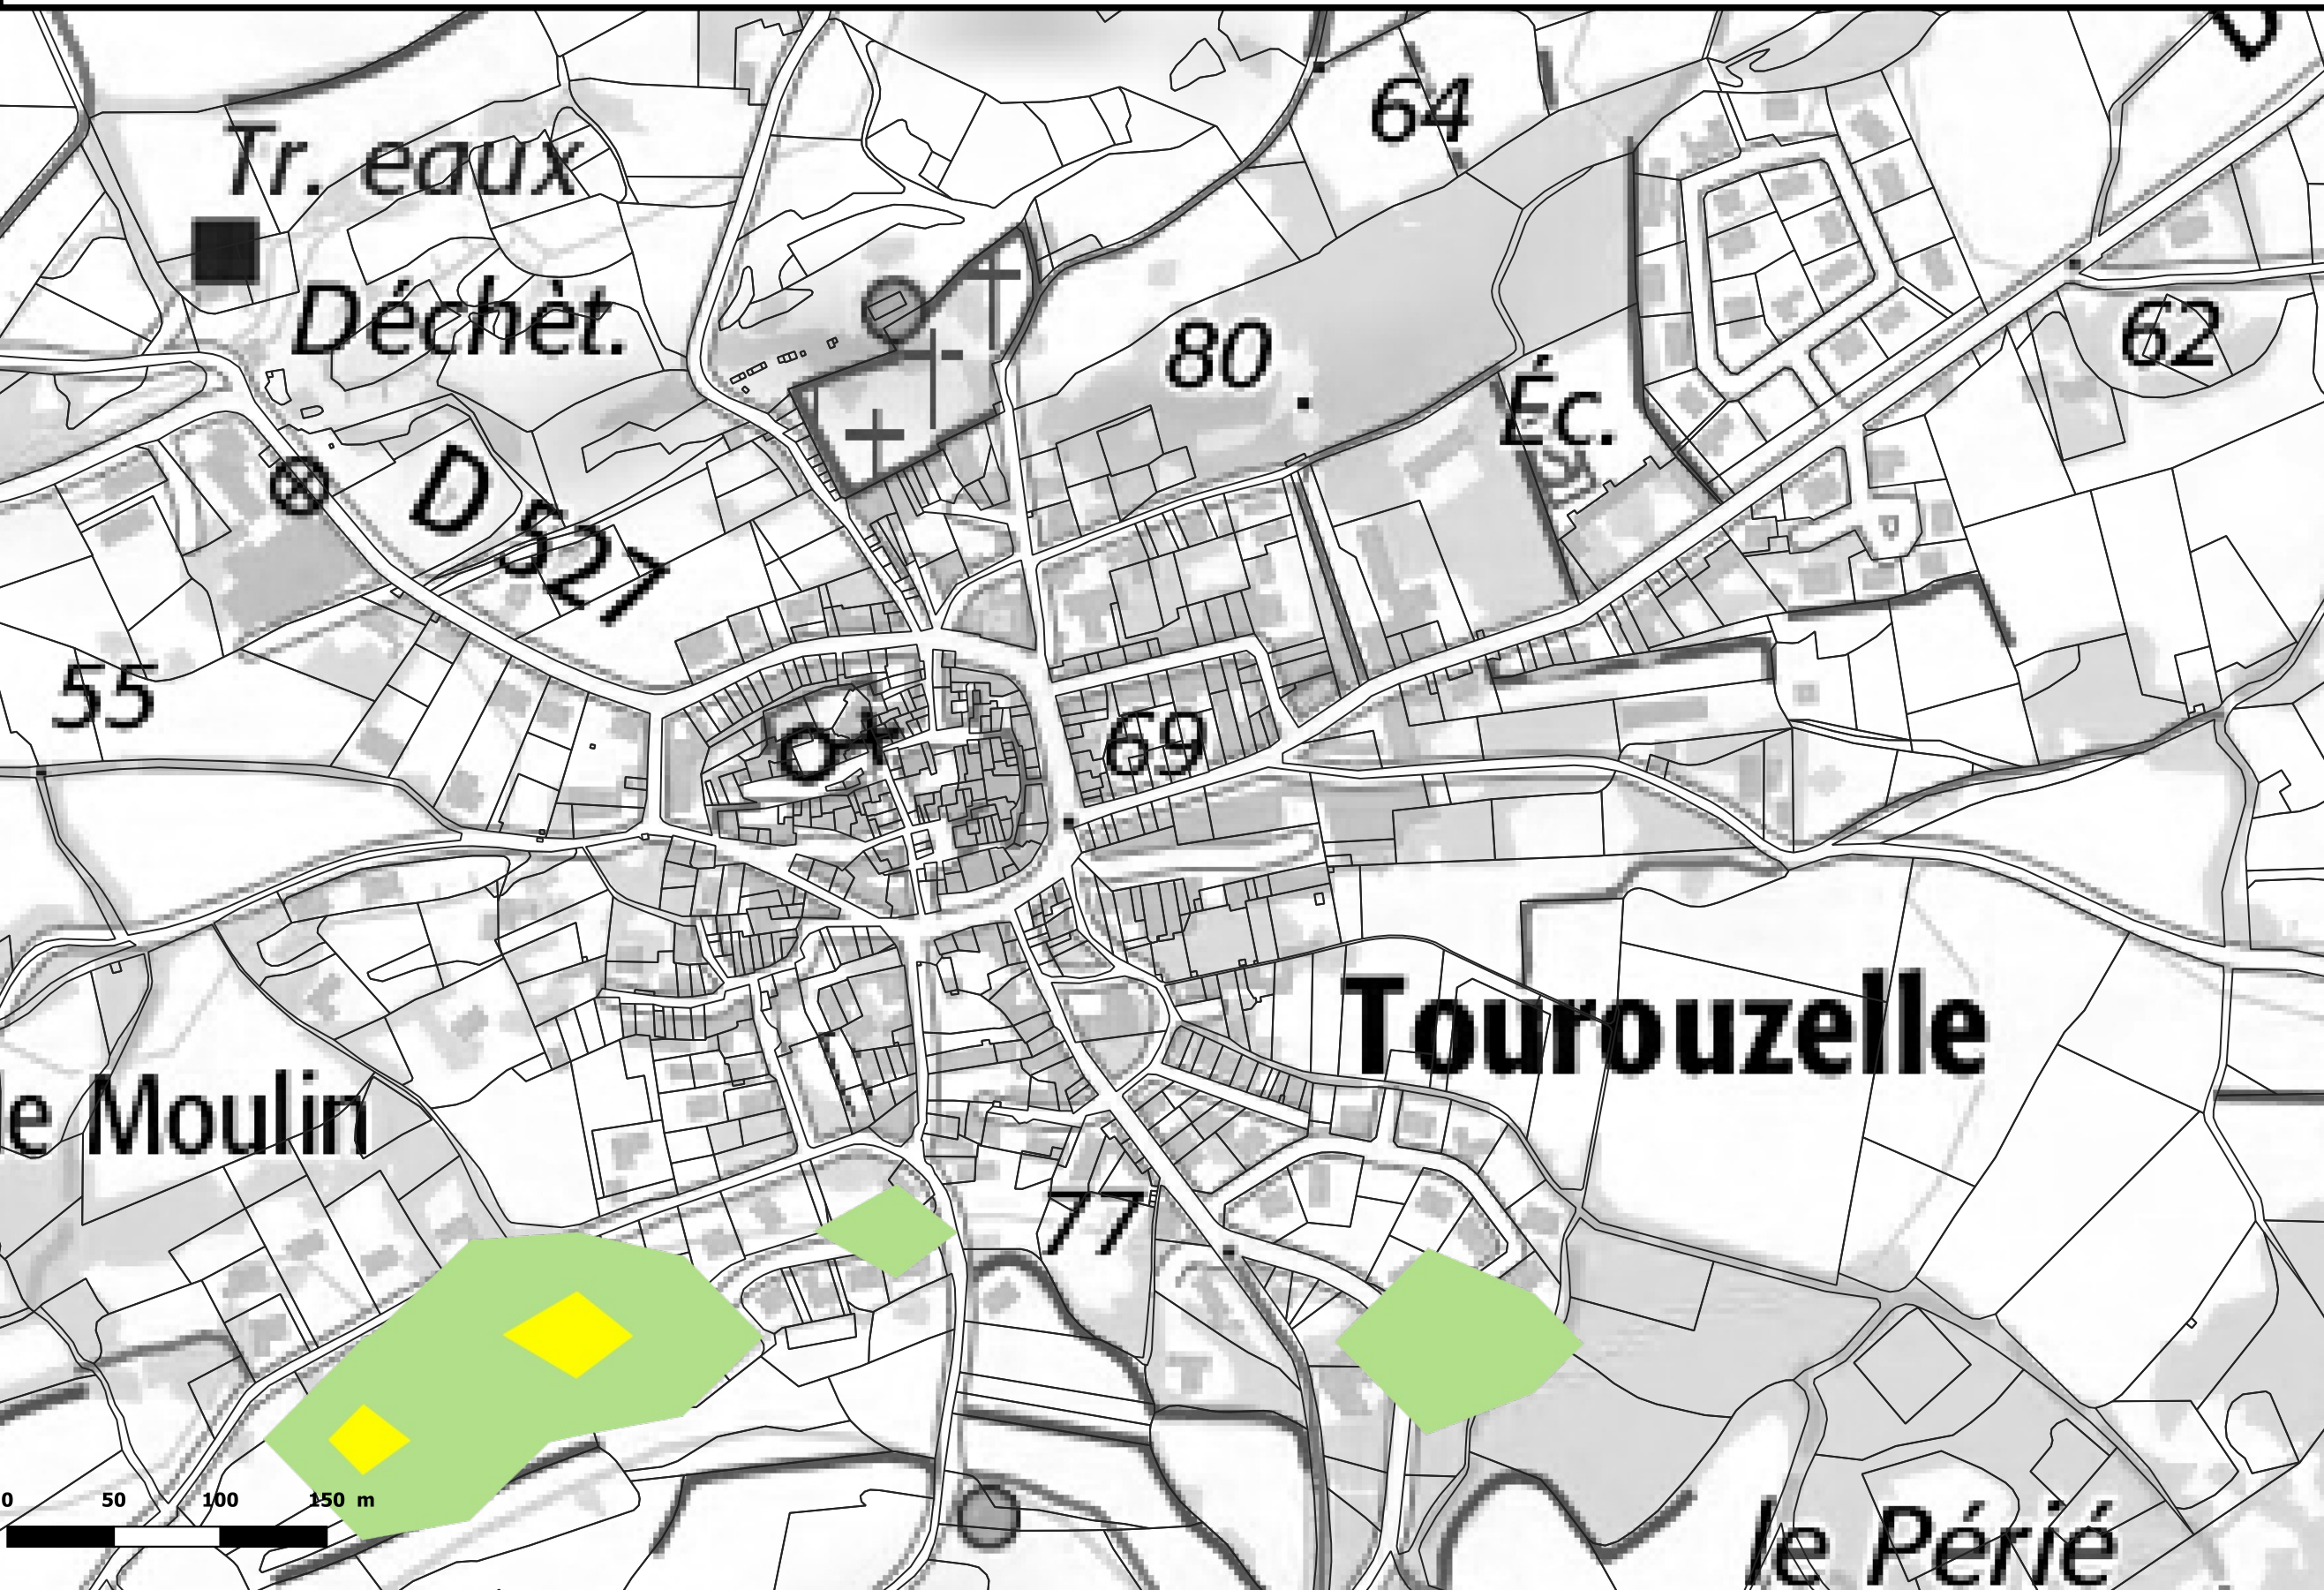 64
Tr. eaux
Déchèt.
80
62
Éc.
D 527
55
69
Tourouzelle
le Moulin
77
0 50 100 150 m
le Périé